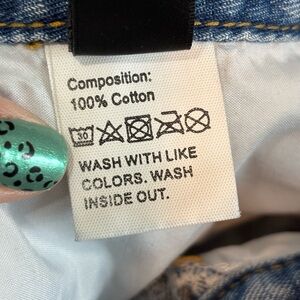 Composition:
100% Cotton
30
WASH WITH LIKE
COLORS. WASH
INSIDE OUT.